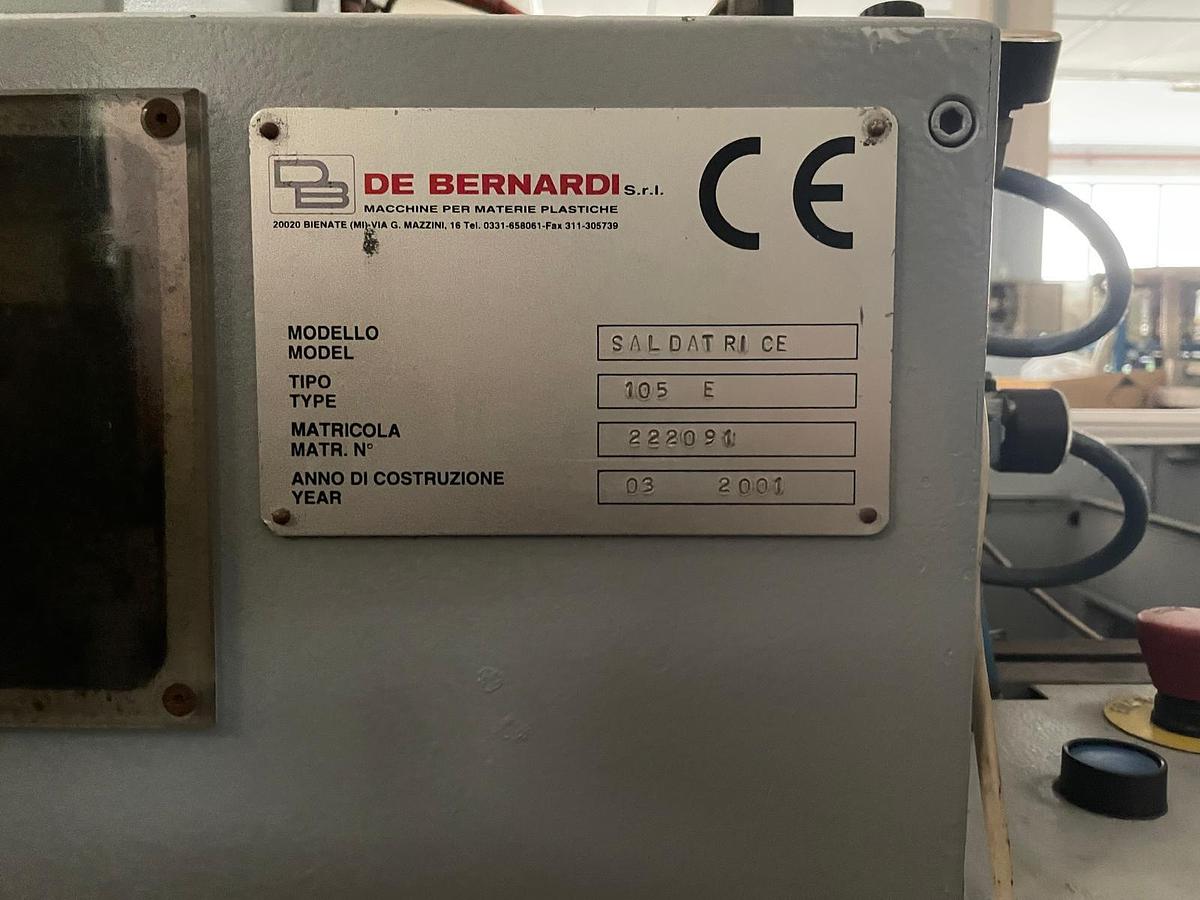 DB DE BERNARDI S.r.l.
MACCHINE PER MATERIE PLASTICHE
20020 BIENATE (MI)-VIA G. MAZZINI, 16 Tel. 0331-658061-Fax 311-305739
CE
MODELLO
MODEL
SALDATRICE
TIPO
TYPE
105 E
MATRICOLA
MATR. N°
222091
ANNO DI COSTRUZIONE
YEAR
03 2001